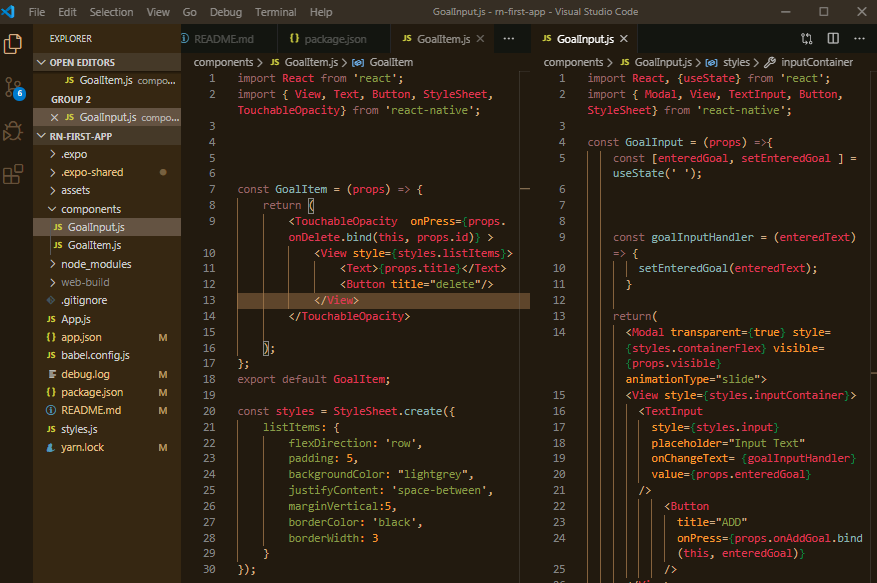 File Edit Selection View Go Debug Terminal Help GoalInput.js - rn-first-app - Visual Studio Code
EXPLORER
OPEN EDITORS
GoalItem.js compo...
GROUP 2
GoalInput.js compo...
RN-FIRST-APP
.expo
.expo-shared
assets
components
GoalInput.js
GoalItem.js
node_modules
web-build
.gitignore
App.js
app.json M
babel.config.js
debug.log M
package.json M
README.md M
styles.js
yarn.lock M
6
README.md package.json GoalItem.js
components > GoalItem.js > GoalItem
1 import React from 'react';
2 import { View, Text, Button, StyleSheet,
TouchableOpacity} from 'react-native';
3
4
5
6
7 const GoalItem = (props) => {
8 return (
9 <TouchableOpacity onPress={props.
onDelete.bind(this, props.id)} >
10 <View style={styles.listItems}>
11 <Text>{props.title}</Text>
12 <Button title="delete"/>
13 </View>
14 </TouchableOpacity>
15
16 );
17 };
18 export default GoalItem;
19
20 const styles = StyleSheet.create({
21 listItems: {
22 flexDirection: 'row',
23 padding: 5,
24 backgroundColor: "lightgrey",
25 justifyContent: 'space-between',
26 marginVertical:5,
27 borderColor: 'black',
28 borderWidth: 3
29 }
30 });
GoalInput.js
components > GoalInput.js > styles > inputContainer
1 import React, {useState} from 'react';
2 import { Modal, View, TextInput, Button,
StyleSheet} from 'react-native';
3
4 const GoalInput = (props) =>{
5 const [enteredGoal, setEnteredGoal ] =
useState(' ');
6
7
8
9 const goalInputHandler = (enteredText)
=> {
10 setEnteredGoal(enteredText);
11 }
12
13 return(
14 <Modal transparent={true} style=
{styles.containerFlex} visible=
{props.visible}
animationType="slide">
15 <View style={styles.inputContainer}>
16 <TextInput
17 style={styles.input}
18 placeholder="Input Text"
19 onChangeText= {goalInputHandler}
20 value={props.enteredGoal}
21 />
22 <Button
23 title="ADD"
24 onPress={props.onAddGoal.bind
(this, enteredGoal)}
25 />